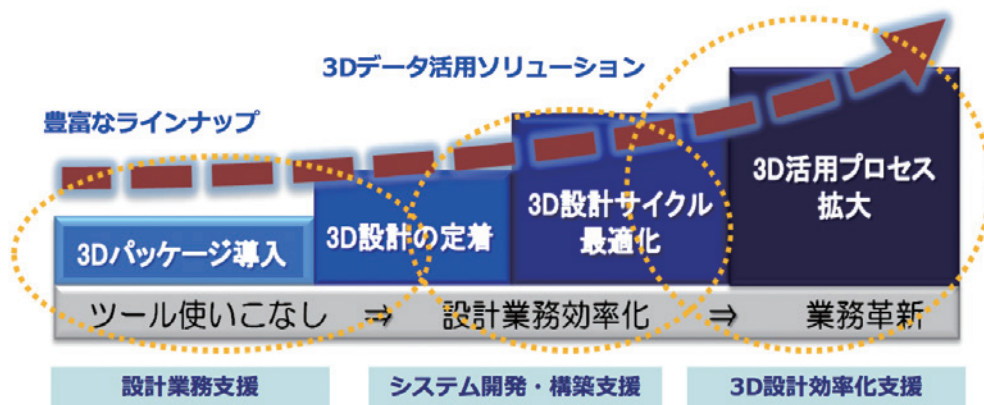 3Dデータ活用ソリューション
豊富なラインナップ
3Dパッケージ導入
3D設計の定着
3D設計サイクル
最適化
3D活用プロセス
拡大
ツール使いこなし ⇒ 設計業務効率化 ⇒ 業務革新
設計業務支援
システム開発・構築支援
3D設計効率化支援